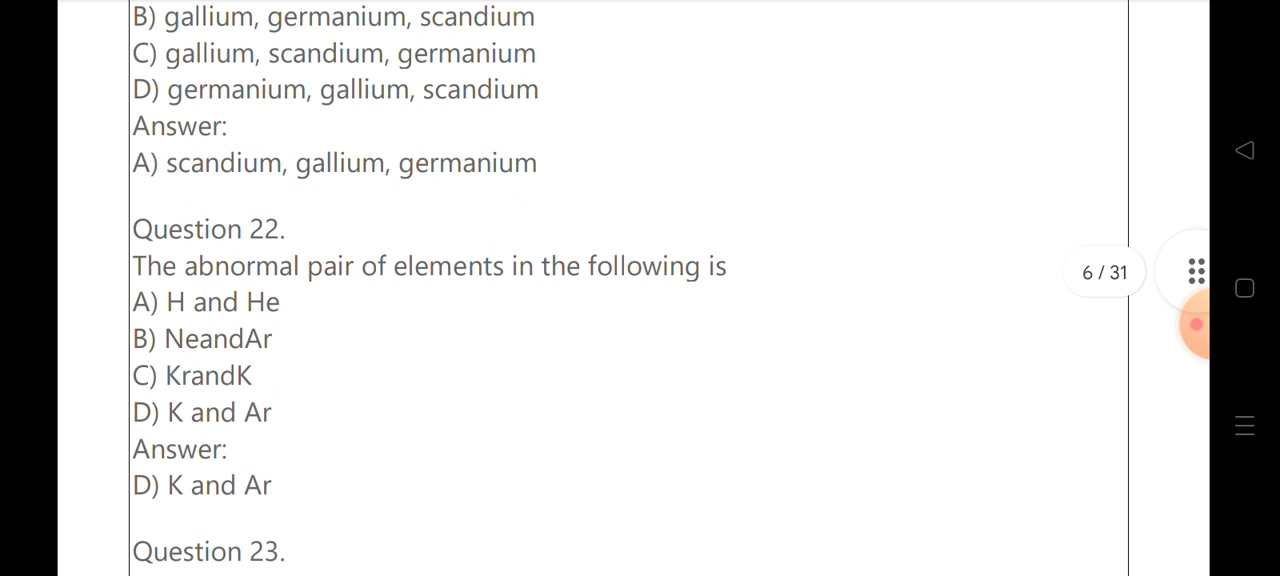 B) gallium, germanium, scandium
C) gallium, scandium, germanium
D) germanium, gallium, scandium
Answer:
A) scandium, gallium, germanium
Question 22.
The abnormal pair of elements in the following is
A) H and He
B) NeandAr
C) KrandK
D) K and Ar
Answer:
D) K and Ar
Question 23.
6 / 31